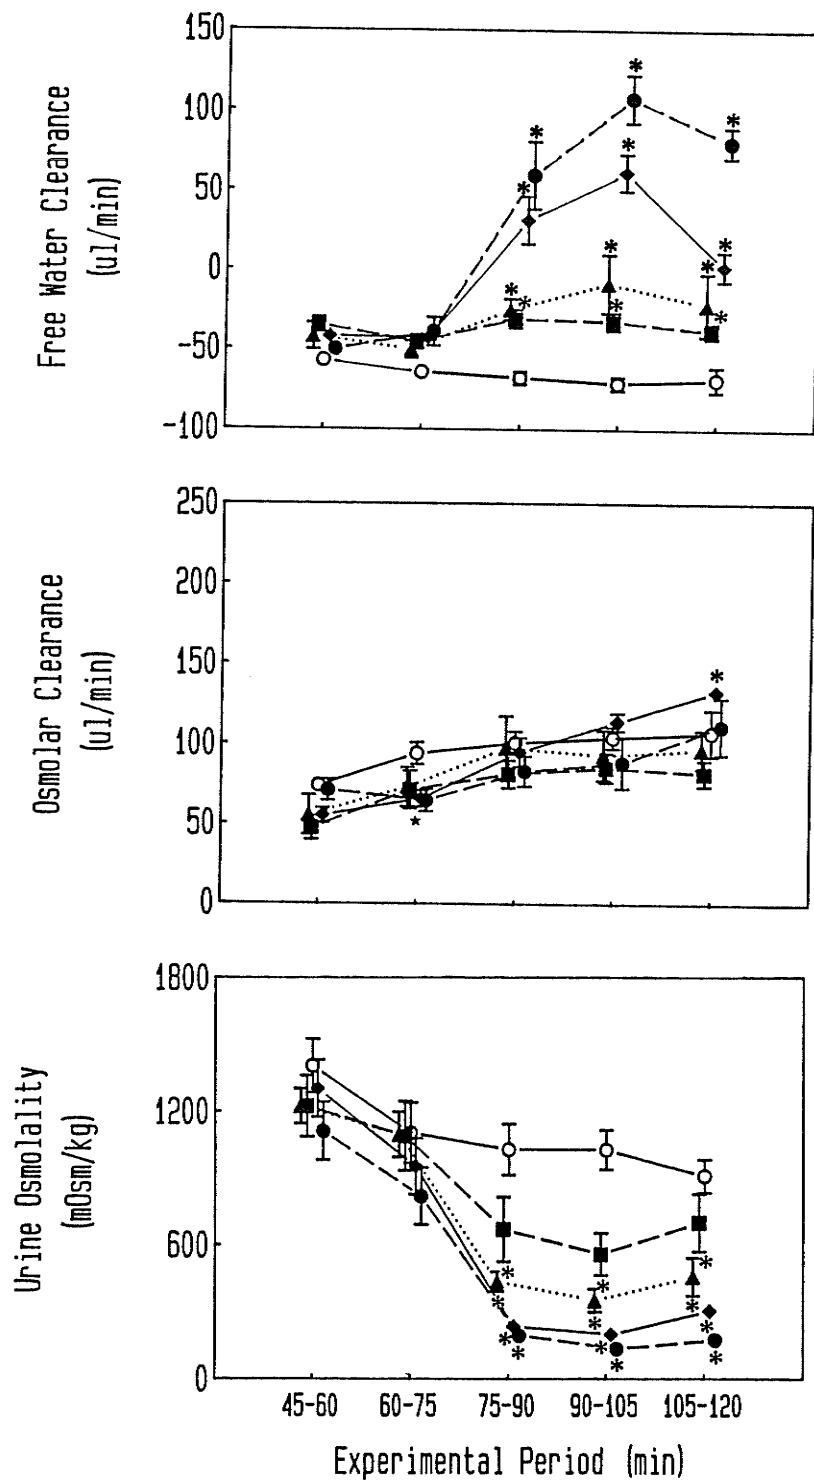 Free Water Clearance
(ul/min)
150
100
50
0
-50
-100
* * * * * * * * * * * *
Osmolar Clearance
(ul/min)
250
200
150
100
50
0
*
*
Urine Osmolality
(mOsm/kg)
1800
1200
600
0
* * * * * * * * * * * *
45-60 60-75 75-90 90-105 105-120
Experimental Period (min)